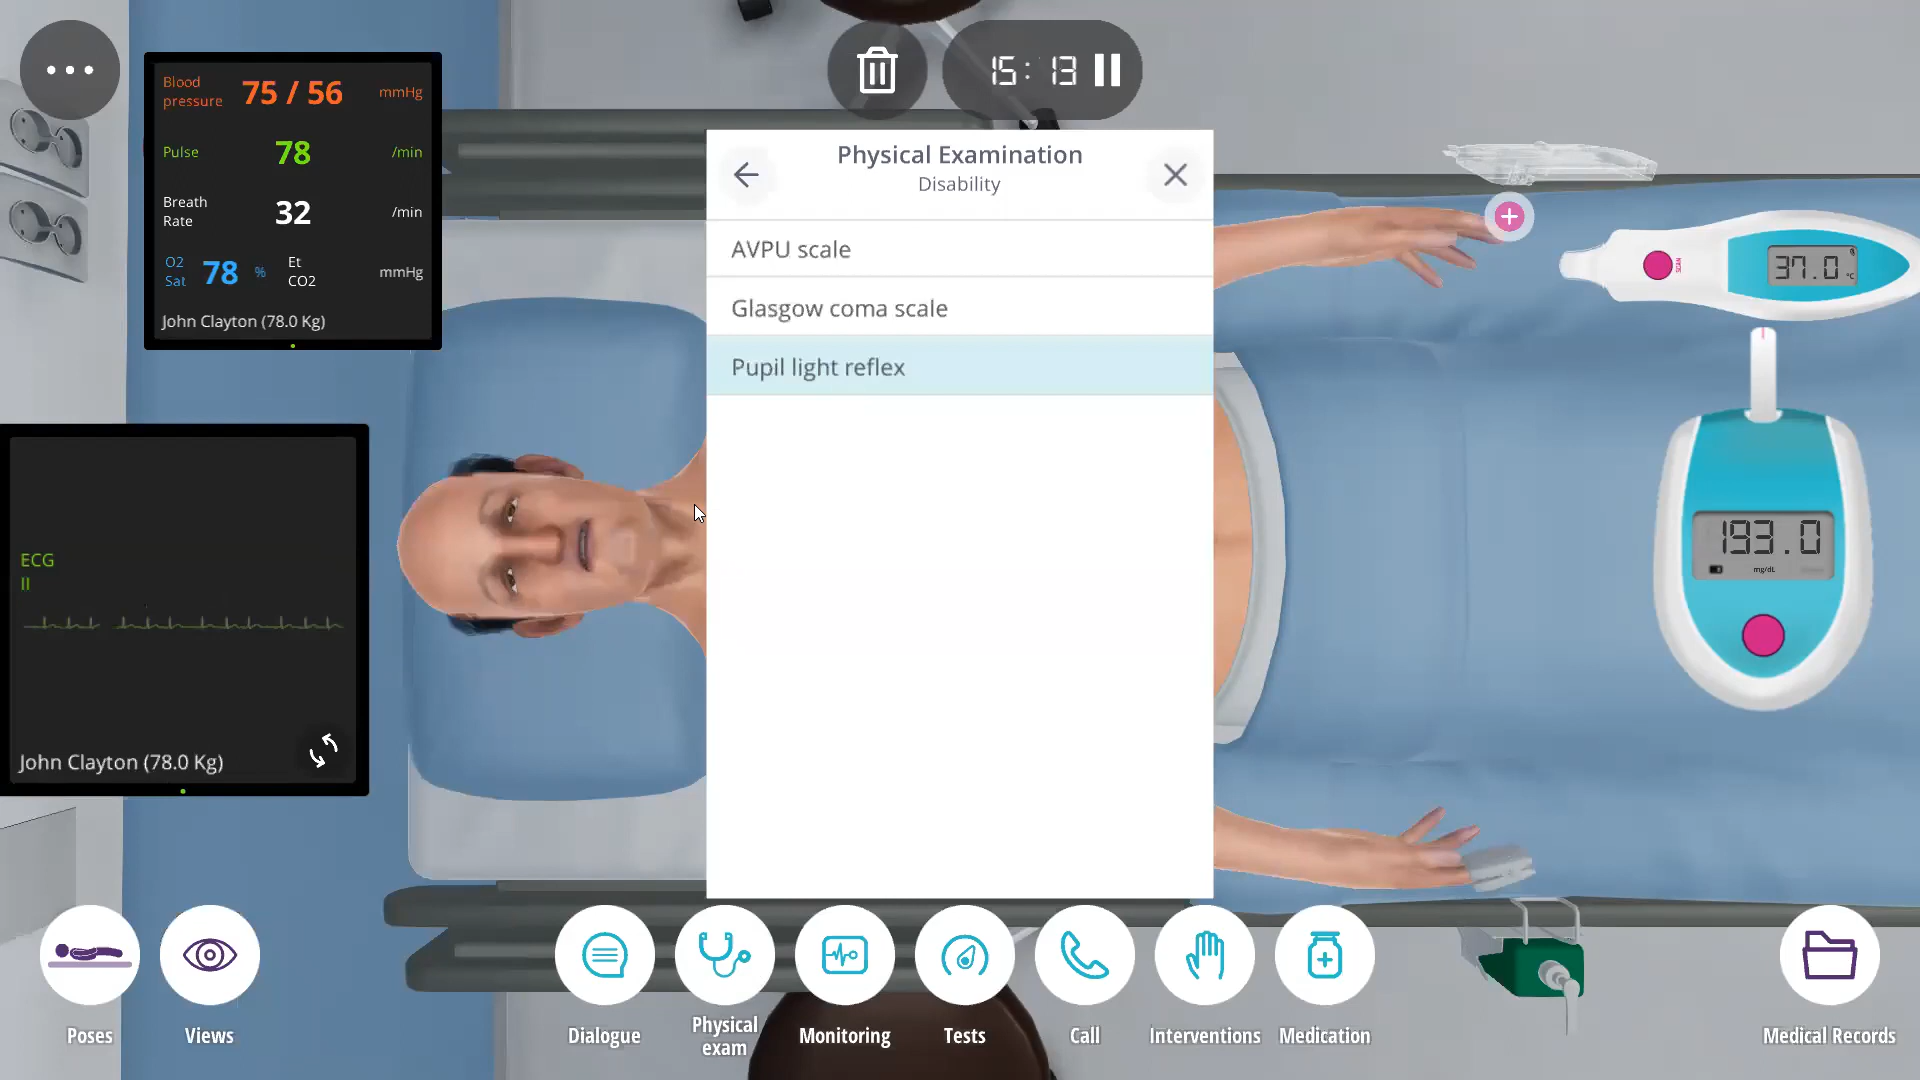 Blood pressure 75 / 56 mmHg
Pulse 78 /min
Breath Rate 32 /min
O2 Sat 78 % Et CO2 mmHg
John Clayton (78.0 Kg)
15:13
Physical Examination
Disability
AVPU scale
Glasgow coma scale
Pupil light reflex
SCAN
37.0 °C
193.0
mg/dL
ECG
II
John Clayton (78.0 Kg)
Poses
Views
Dialogue
Physical exam
Monitoring
Tests
Call
Interventions
Medication
Medical Records